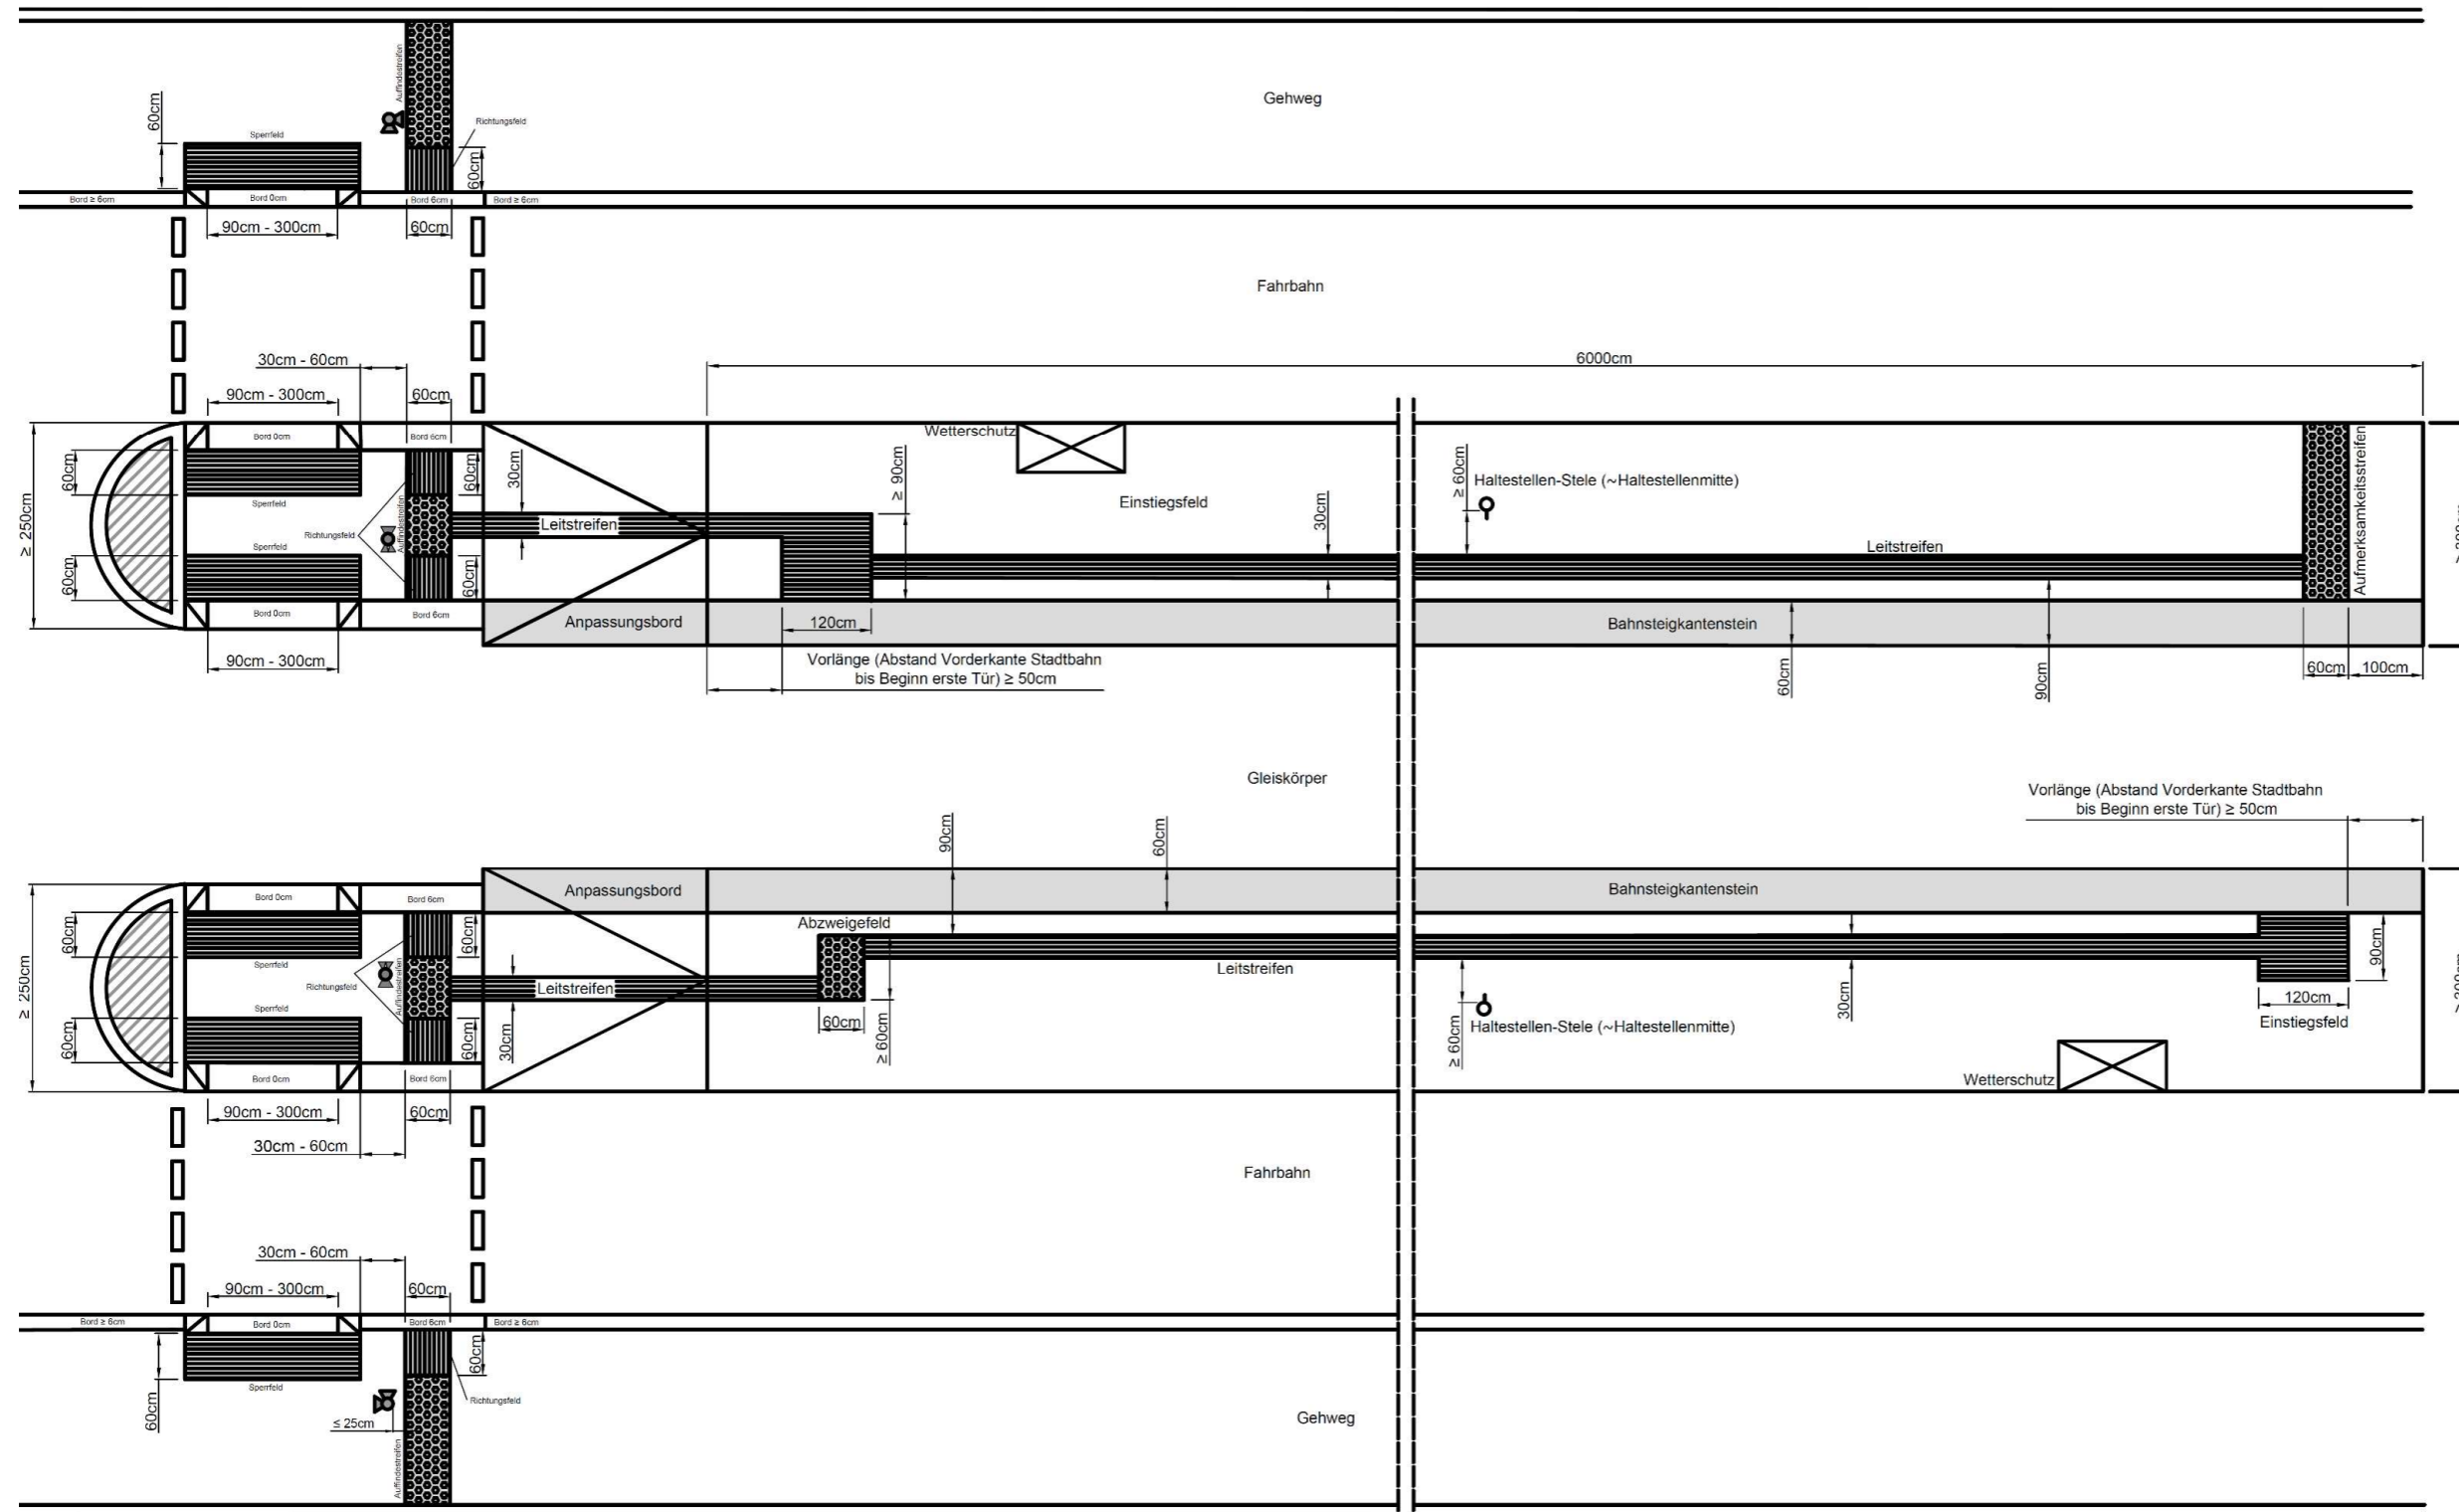 Auffindestreifen
Gehweg
60cm
Sperrfeld
Richtungsfeld
60cm
Bord ≥ 6cm
Bord 0cm
Bord 6cm
Bord ≥ 6cm
90cm - 300cm
60cm
Fahrbahn
30cm - 60cm
6000cm
90cm - 300cm
60cm
Wetterschutz
Bord 0cm
Bord 6cm
Aufmerksamkeitsstreifen
60cm
60cm
30cm
≥ 90cm
≥ 60cm
Haltestellen-Stele (~Haltestellenmitte)
Sperrfeld
Einstiegsfeld
30cm
≥ 250cm
Leitstreifen
Richtungsfeld
Auffindestreifen
Sperrfeld
Leitstreifen
60cm
60cm
Bord 0cm
Bord 6cm
Anpassungsbord
120cm
Bahnsteigkantenstein
90cm - 300cm
Vorlänge (Abstand Vorderkante Stadtbahn
bis Beginn erste Tür) ≥ 50cm
60cm
90cm
60cm
100cm
Gleiskörper
Vorlänge (Abstand Vorderkante Stadtbahn
bis Beginn erste Tür) ≥ 50cm
90cm
60cm
Bord 0cm
Bord 6cm
Anpassungsbord
Bahnsteigkantenstein
Abzweigefeld
60cm
60cm
90cm
Sperrfeld
Leitstreifen
≥ 250cm
Richtungsfeld
Auffindestreifen
Leitstreifen
30cm
120cm
Sperrfeld
60cm
Haltestellen-Stele (~Haltestellenmitte)
Einstiegsfeld
60cm
60cm
30cm
≥ 60cm
≥ 60cm
Bord 0cm
Bord 6cm
Wetterschutz
90cm - 300cm
60cm
30cm - 60cm
Fahrbahn
30cm - 60cm
90cm - 300cm
60cm
Bord ≥ 6cm
Bord 0cm
Bord 6cm
Bord ≥ 6cm
60cm
Sperrfeld
Richtungsfeld
60cm
≤ 25cm
Gehweg
Auffindestreifen